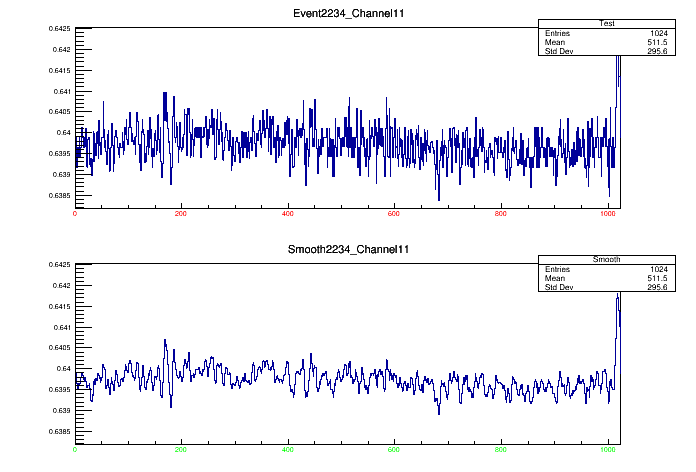 Event2234_Channel11
Test
Entries 1024
Mean 511.5
Std Dev 295.6
0.6425
0.642
0.6415
0.641
0.6405
0.64
0.6395
0.639
0.6385
0 200 400 600 800 1000
Smooth2234_Channel11
Smooth
Entries 1024
Mean 511.5
Std Dev 295.6
0.6425
0.642
0.6415
0.641
0.6405
0.64
0.6395
0.639
0.6385
0 200 400 600 800 1000